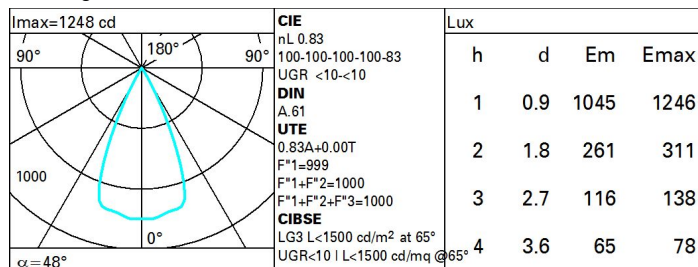 Imax=1248 cd
90° 180° 90°
1000
0°
α=48°
CIE
nL 0.83
100-100-100-100-83
UGR <10-<10
DIN
A.61
UTE
0.83A+0.00T
F"1=999
F"1+F"2=1000
F"1+F"2+F"3=1000
CIBSE
LG3 L<1500 cd/m² at 65°
UGR<10 | L<1500 cd/mq @65°
Lux
h d Em Emax
1 0.9 1045 1246
2 1.8 261 311
3 2.7 116 138
4 3.6 65 78